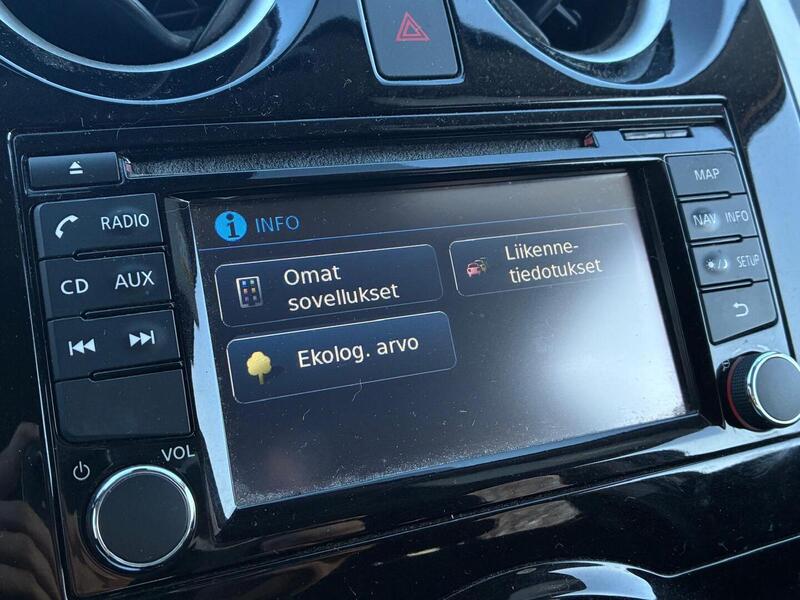 RADIO
CD AUX
VOL
INFO
Omat
sovellukset
Liikenne-
tiedotukset
Ekolog. arvo
MAP
NAV INFO
SETUP